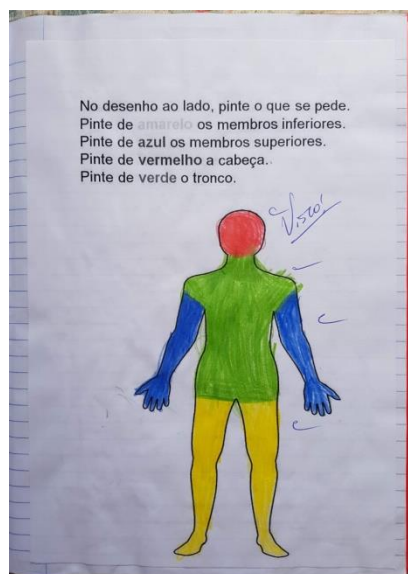 No desenho ao lado, pinte o que se pede.
Pinte de amarelo os membros inferiores.
Pinte de azul os membros superiores.
Pinte de vermelho a cabeça.
Pinte de verde o tronco.
Visto!